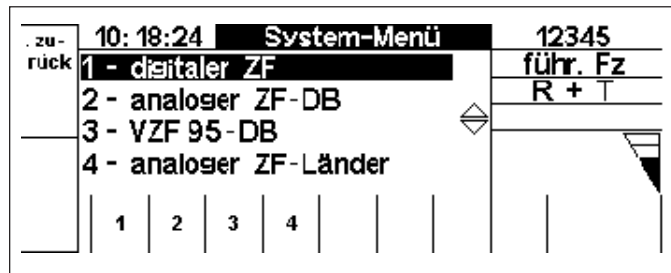 . zu-
rück
10: 18:24 System-Menü 12345
1 - digitaler ZF führ. Fz
2 - analoger ZF-DB R + T
3 - VZF 95-DB
4 - analoger ZF-Länder
1 2 3 4